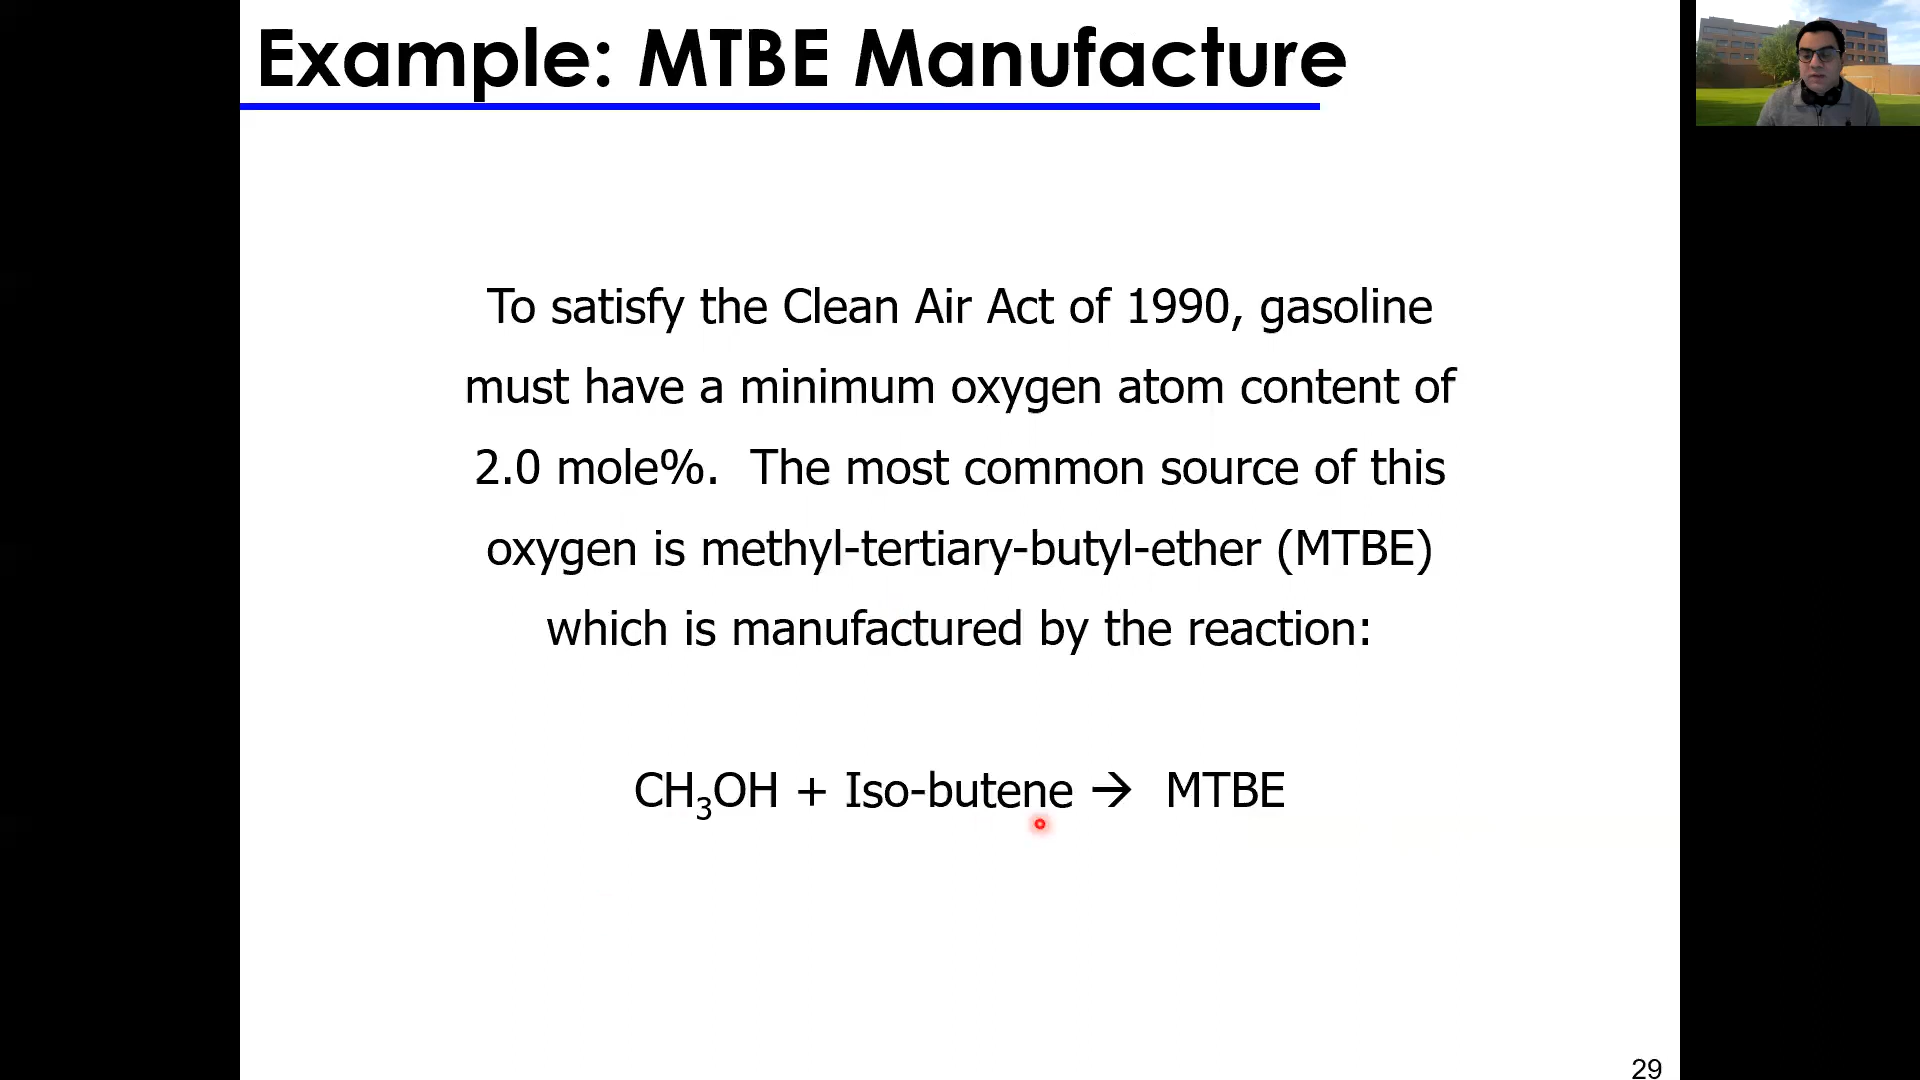 Example: MTBE Manufacture
To satisfy the Clean Air Act of 1990, gasoline
must have a minimum oxygen atom content of
2.0 mole%.  The most common source of this
oxygen is methyl-tertiary-butyl-ether (MTBE)
which is manufactured by the reaction:
CH₃OH + Iso-butene →  MTBE
29